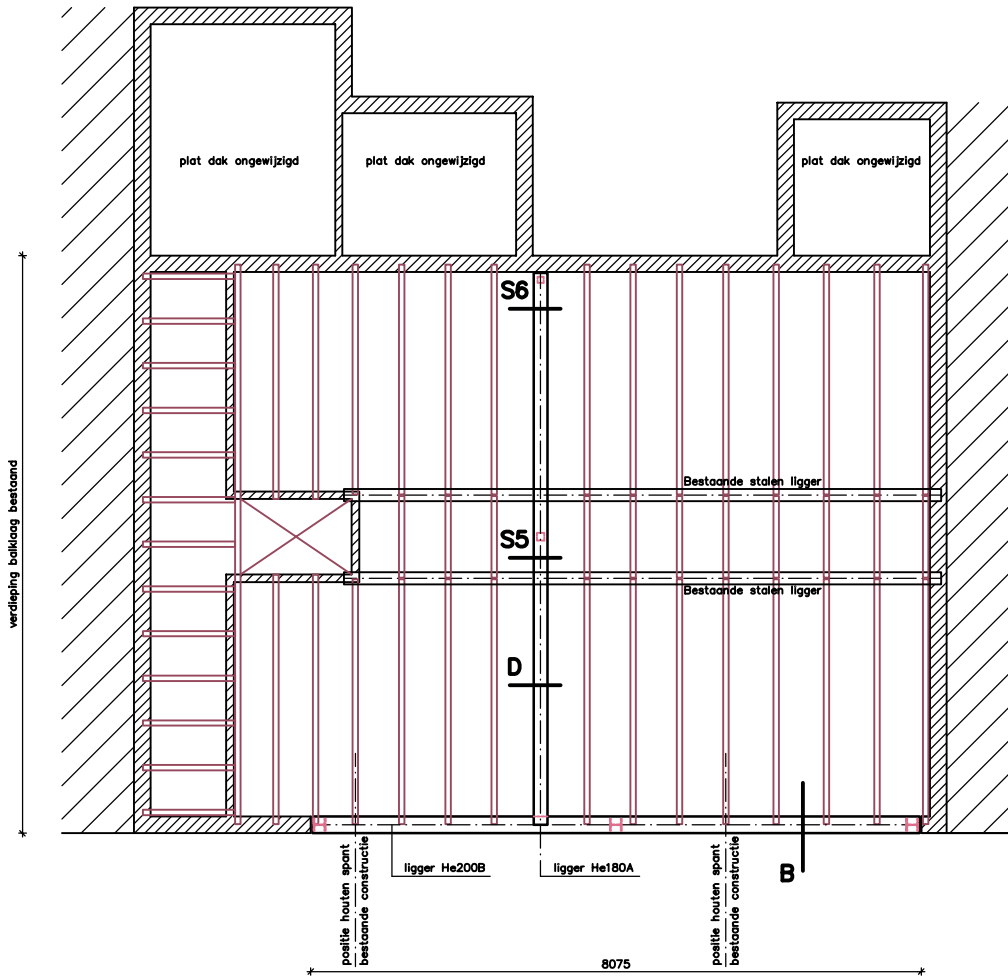 plat dak ongewijzigd
plat dak ongewijzigd
plat dak ongewijzigd
S6
verdieping balklaag bestaand
Bestaande stalen ligger
S5
Bestaande stalen ligger
D
positie houten spant
bestaande constructie
ligger He200B
ligger He180A
positie houten spant
bestaande constructie
B
8075